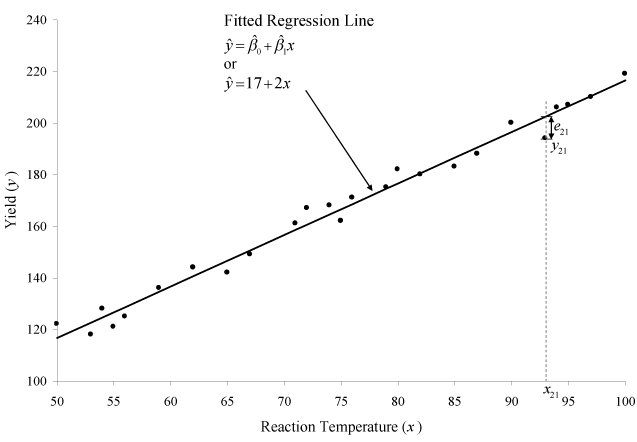 Fitted Regression Line
ŷ = β̂₀ + β̂₁x
or
ŷ = 17 + 2x
240
220
200
180
160
140
120
100
Yield (y)
e₂₁
y₂₁
50 55 60 65 70 75 80 85 90 x₂₁ 95 100
Reaction Temperature (x)